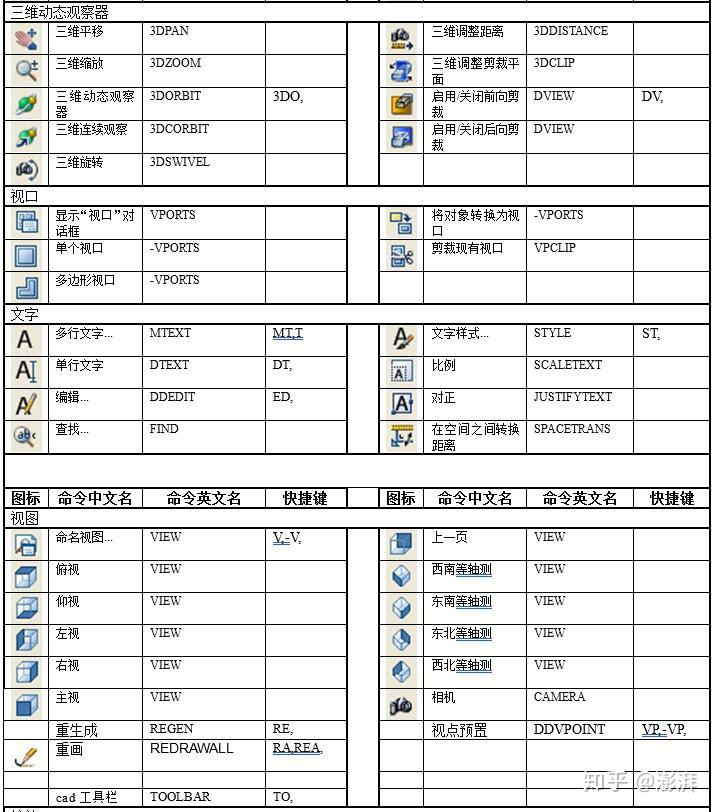 三维动态观察器
三维平移 3DPAN 三维调整距离 3DDISTANCE
三维缩放 3DZOOM 三维调整剪裁平面 3DCLIP
三维动态观察器 3DORBIT 3DO, 启用/关闭前向剪裁 DVIEW DV,
三维连续观察 3DCORBIT 启用/关闭后向剪裁 DVIEW
三维旋转 3DSWIVEL
视口
显示“视口”对话框 VPORTS 将对象转换为视口 -VPORTS
单个视口 -VPORTS 剪裁现有视口 VPCLIP
多边形视口 -VPORTS
文字
A 多行文字... MTEXT MT,T A 文字样式... STYLE ST,
AI 单行文字 DTEXT DT, A 比例 SCALETEXT
A 编辑... DDEDIT ED, A 对正 JUSTIFYTEXT
abc 查找... FIND 在空间之间转换距离 SPACETRANS
图标 命令中文名 命令英文名 快捷键 图标 命令中文名 命令英文名 快捷键
视图
命名视图... VIEW V,-V, 上一页 VIEW
俯视 VIEW 西南等轴测 VIEW
仰视 VIEW 东南等轴测 VIEW
左视 VIEW 东北等轴测 VIEW
右视 VIEW 西北等轴测 VIEW
主视 VIEW 相机 CAMERA
重生成 REGEN RE, 视点预置 DDVPOINT VP,-VP,
重画 REDRAWALL RA,REA,
cad 工具栏 TOOLBAR TO,
知乎 @澎湃